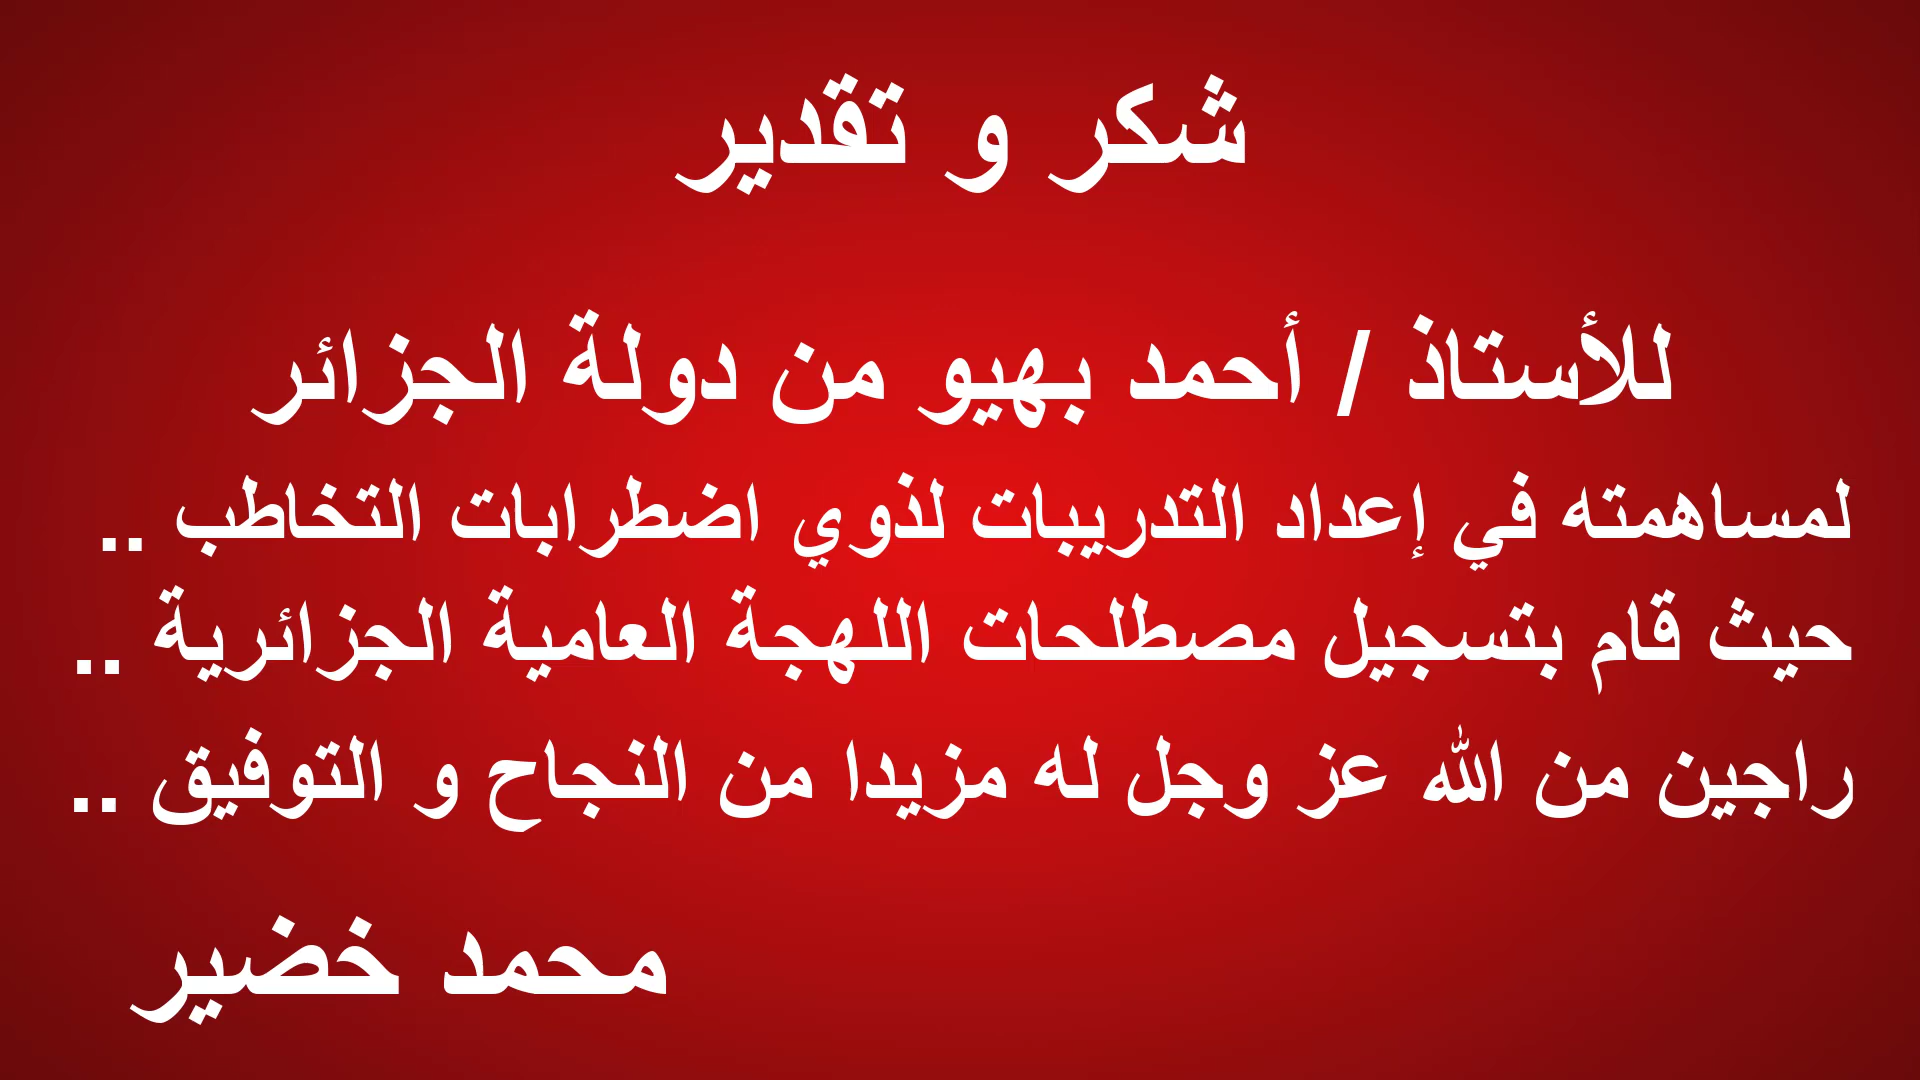 شكر و تقدير
للأستاذ / أحمد بهيو من دولة الجزائر
لمساهمته في إعداد التدريبات لذوي اضطرابات التخاطب ..
حيث قام بتسجيل مصطلحات اللهجة العامية الجزائرية ..
راجين من الله عز وجل له مزيدا من النجاح و التوفيق ..
محمد خضير